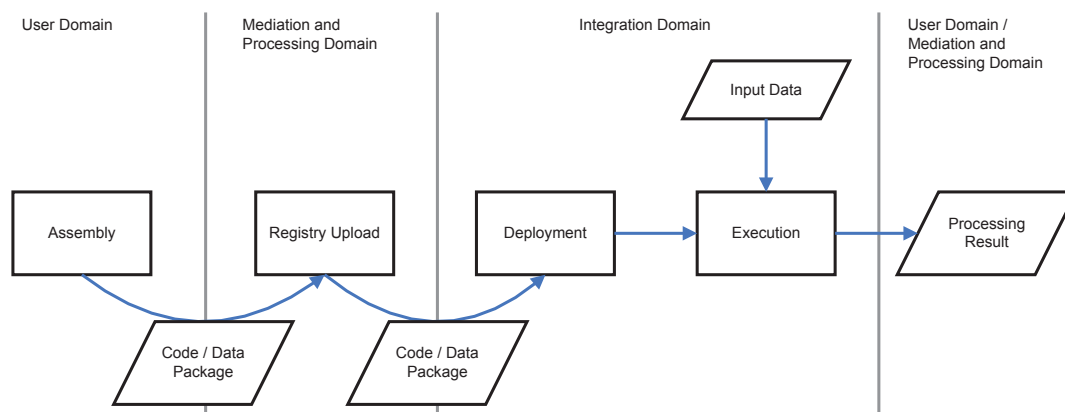 User Domain
Mediation and
Processing Domain
Integration Domain
User Domain /
Mediation and
Processing Domain
Input Data
Assembly
Registry Upload
Deployment
Execution
Processing
Result
Code / Data
Package
Code / Data
Package